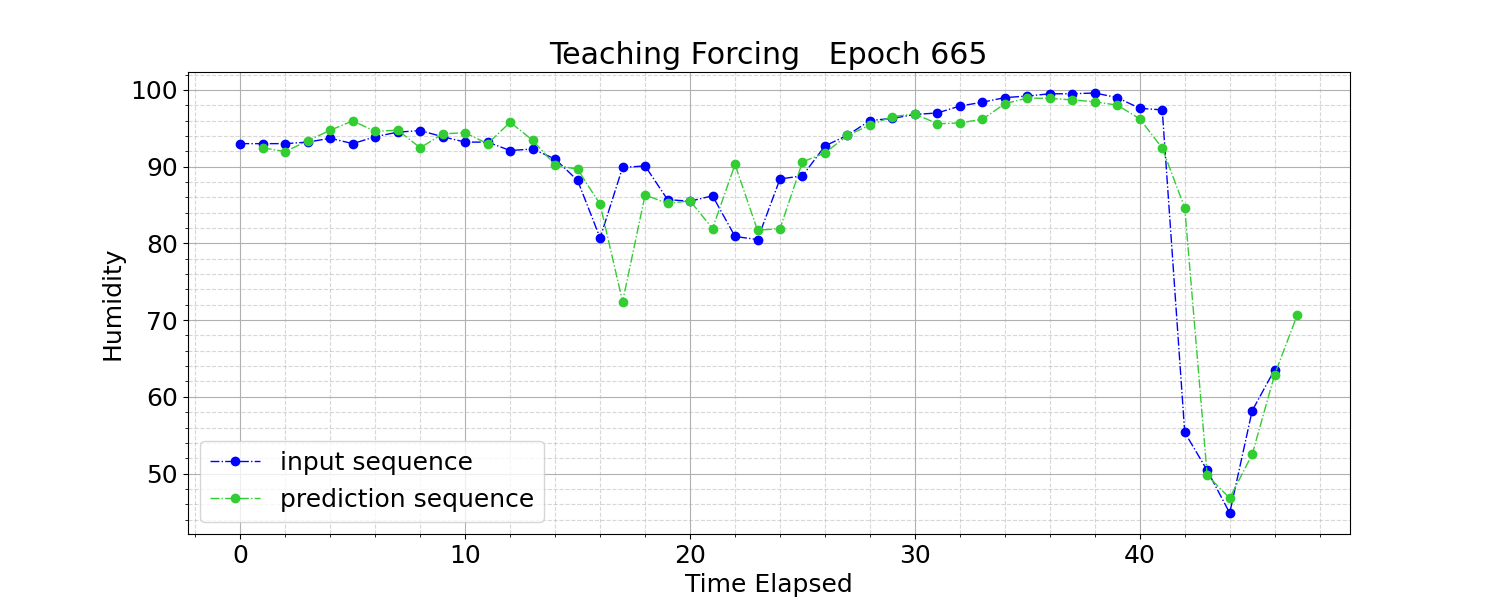 Teaching Forcing   Epoch 665
100
90
80
70
60
50
Humidity
input sequence
prediction sequence
0 10 20 30 40
Time Elapsed